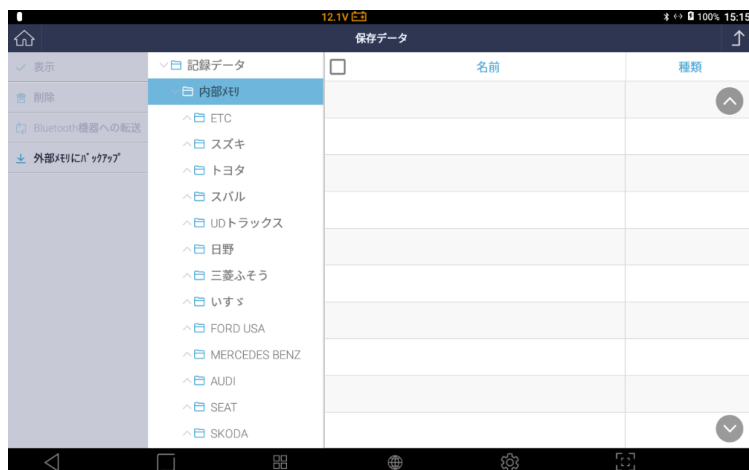 12.1V
100% 15:15
保存データ
表示
削除
Bluetooth機器への転送
外部ﾒﾓﾘにﾊﾞｯｸｱｯﾌﾟ
記録データ
内部ﾒﾓﾘ
ETC
スズキ
トヨタ
スバル
UDトラックス
日野
三菱ふそう
いすゞ
FORD USA
MERCEDES BENZ
AUDI
SEAT
SKODA
名前
種類